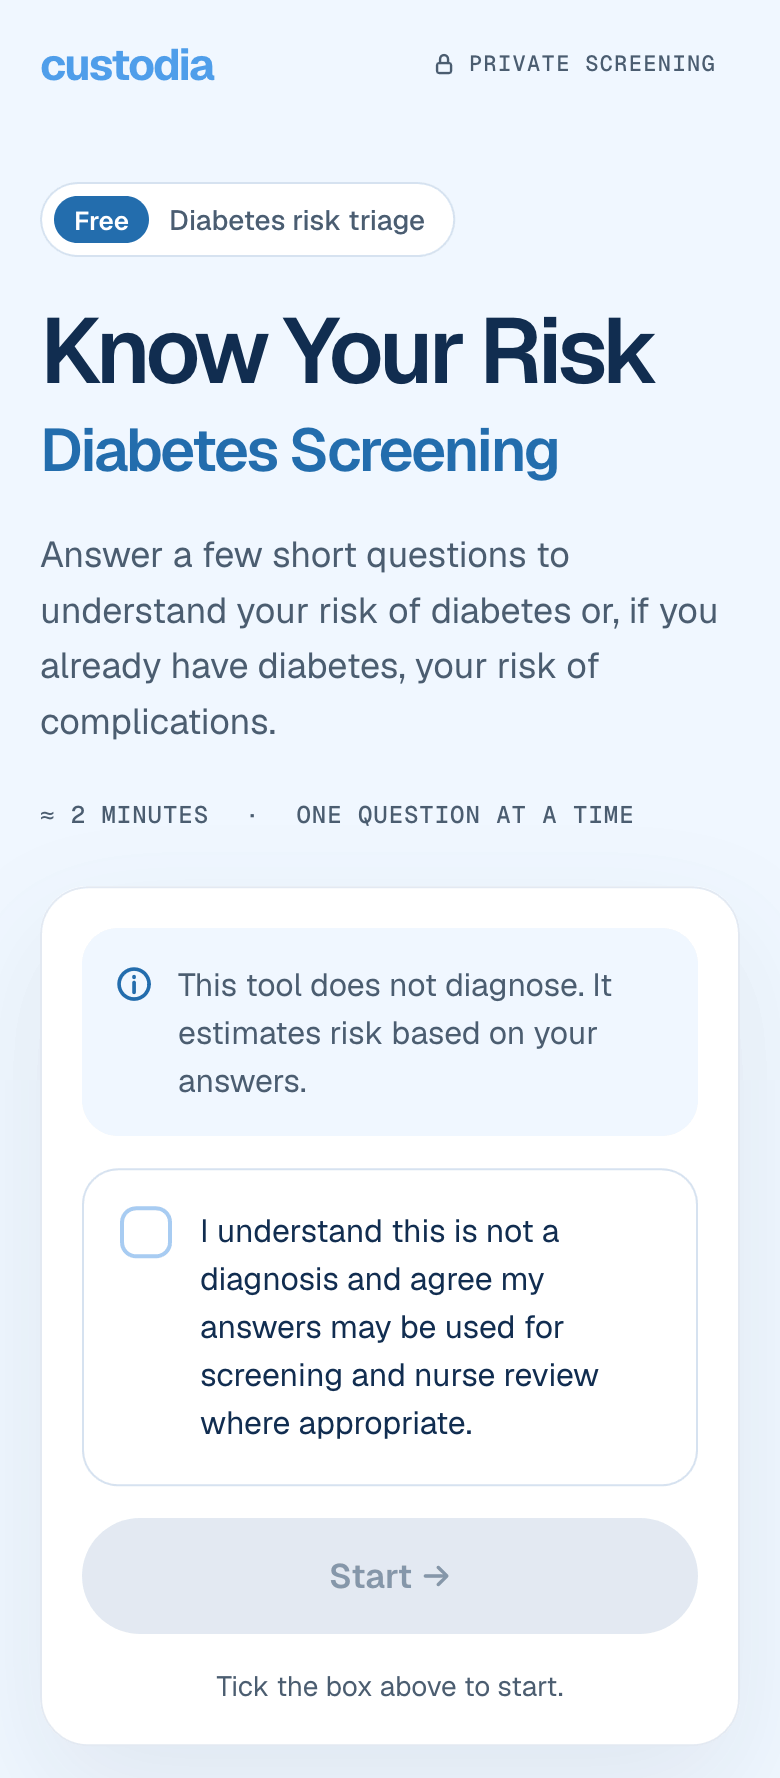 custodia
PRIVATE SCREENING
Free Diabetes risk triage
Know Your Risk
Diabetes Screening
Answer a few short questions to
understand your risk of diabetes or, if you
already have diabetes, your risk of
complications.
≈ 2 MINUTES · ONE QUESTION AT A TIME
This tool does not diagnose. It
estimates risk based on your
answers.
I understand this is not a
diagnosis and agree my
answers may be used for
screening and nurse review
where appropriate.
Start →
Tick the box above to start.